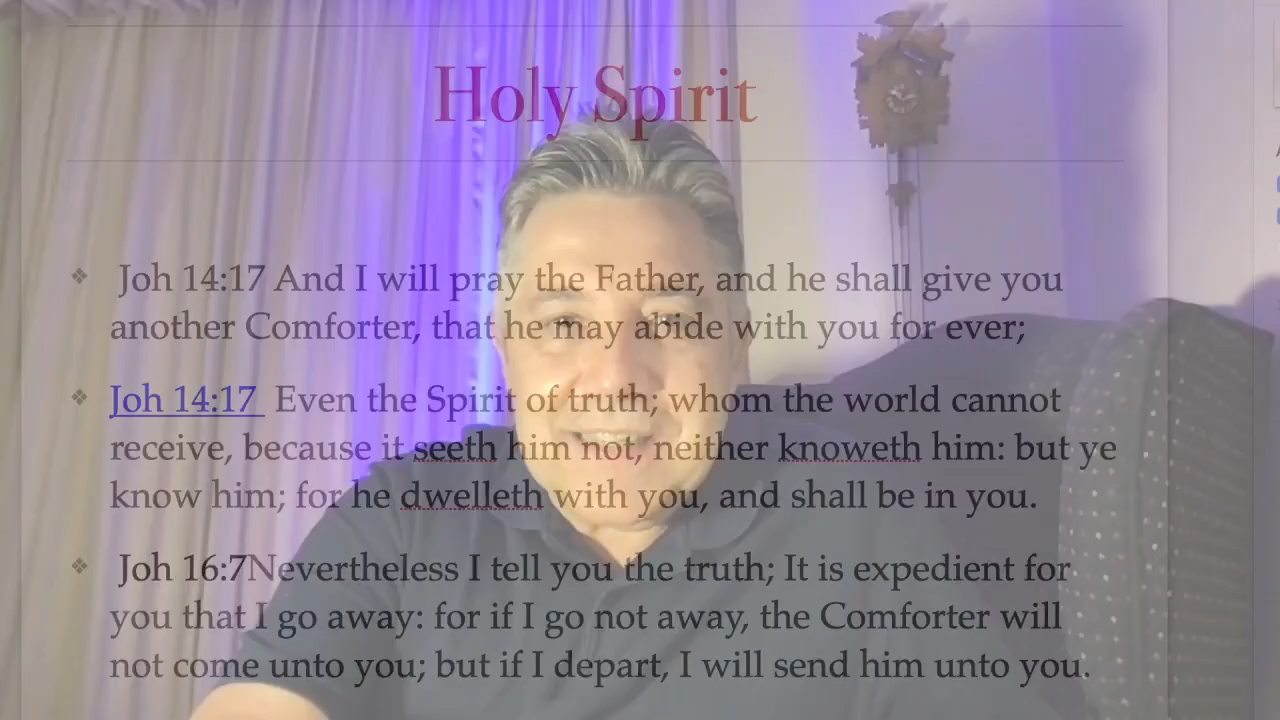 Holy Spirit
Joh 14:17 And I will pray the Father, and he shall give you
another Comforter, that he may abide with you for ever;
Joh 14:17 Even the Spirit of truth; whom the world cannot
receive, because it seeth him not, neither knoweth him: but ye
know him; for he dwelleth with you, and shall be in you.
Joh 16:7Nevertheless I tell you the truth; It is expedient for
you that I go away: for if I go not away, the Comforter will
not come unto you; but if I depart, I will send him unto you.